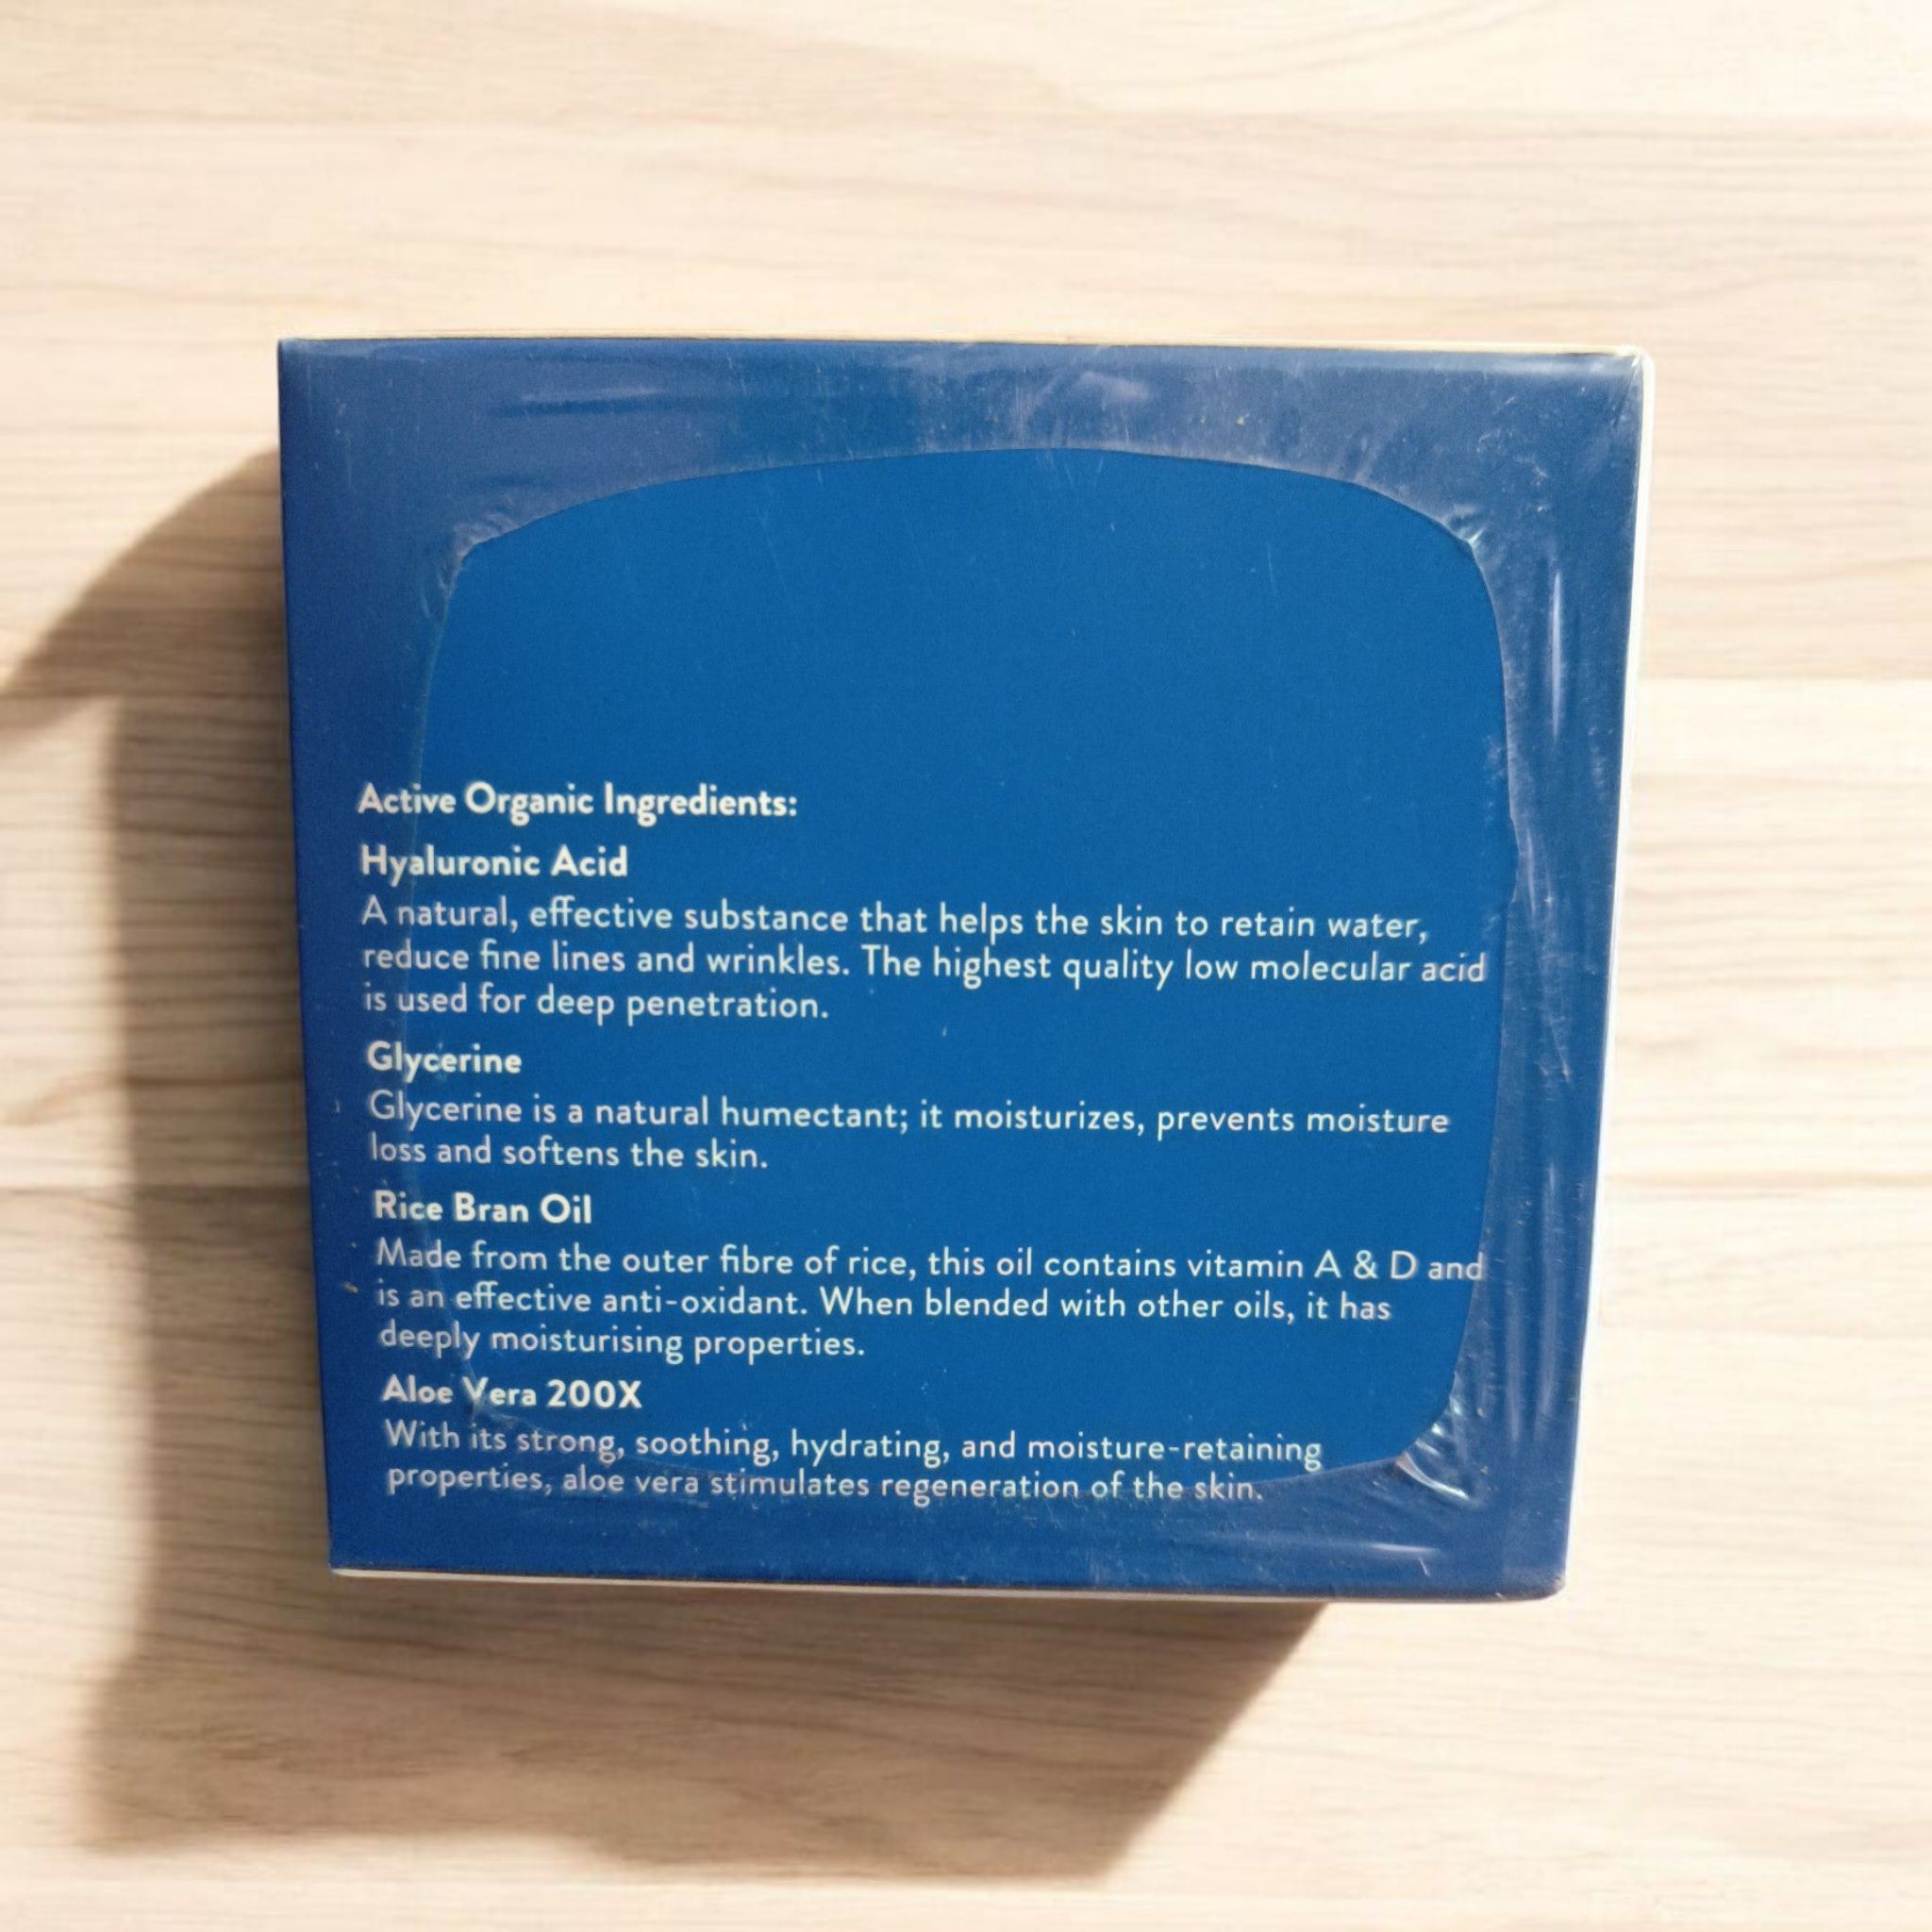 Active Organic Ingredients:
Hyaluronic Acid
A natural, effective substance that helps the skin to retain water,
reduce fine lines and wrinkles. The highest quality low molecular acid
is used for deep penetration.
Glycerine
Glycerine is a natural humectant; it moisturizes, prevents moisture
loss and softens the skin.
Rice Bran Oil
Made from the outer fibre of rice, this oil contains vitamin A & D and
is an effective anti-oxidant. When blended with other oils, it has
deeply moisturising properties.
Aloe Vera 200X
With its strong, soothing, hydrating, and moisture-retaining
properties, aloe vera stimulates regeneration of the skin.